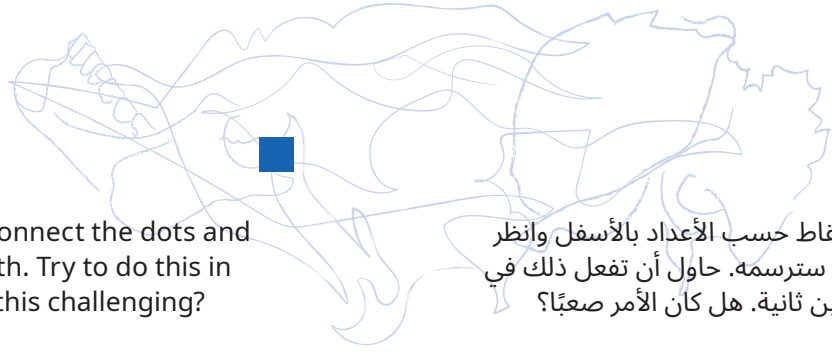 onnect the dots and
th. Try to do this in
this challenging?
قاط حسب الأعداد بالأسفل وانظر
سترسمه. حاول أن تفعل ذلك في
ين ثانية. هل كان الأمر صعبًا؟